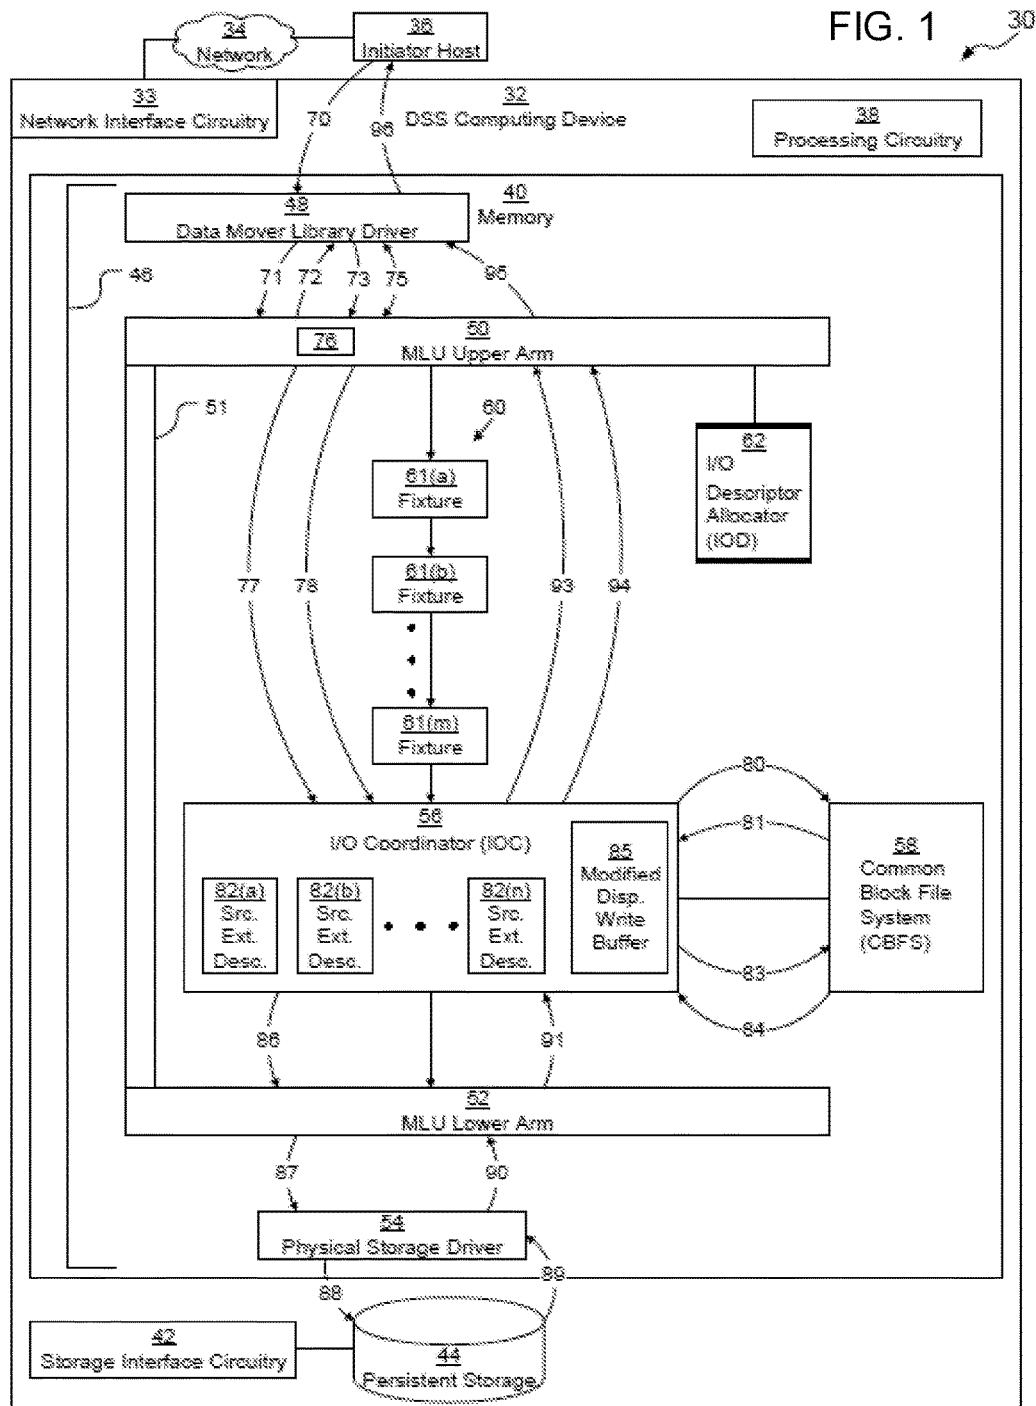 FIG. 1
30
34
Network
36
Initiator Host
33
Network Interface Circuitry
32
DSS Computing Device
38
Processing Circuitry
70
96
48
Data Mover Library Driver
40
Memory
46
71
72
73
75
95
76
50
MLU Upper Arm
51
60
62
I/O
Descriptor
Allocator
(IOD)
61(a)
Fixture
61(b)
Fixture
77
78
93
94
61(m)
Fixture
56
I/O Coordinator (IOC)
82(a)
Src.
Ext.
Desc.
82(b)
Src.
Ext.
Desc.
82(n)
Src.
Ext.
Desc.
85
Modified
Disp.
Write
Buffer
80
81
83
84
58
Common
Block File
System
(CBFS)
86
91
52
MLU Lower Arm
87
90
54
Physical Storage Driver
88
89
42
Storage Interface Circuitry
44
Persistent Storage